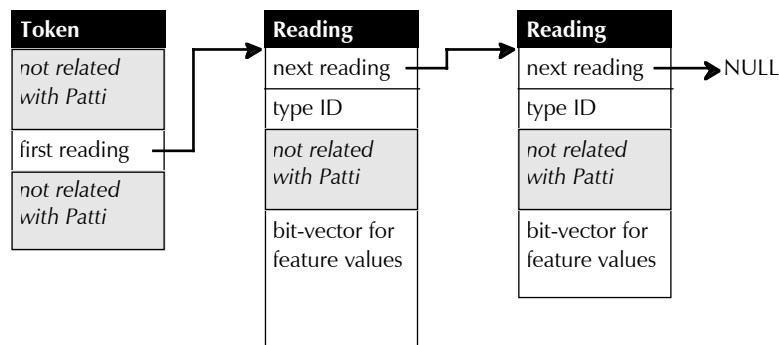 Token
not related
with Patti
first reading
not related
with Patti
Reading
next reading
type ID
not related
with Patti
bit-vector for
feature values
Reading
next reading
type ID
not related
with Patti
bit-vector for
feature values
NULL